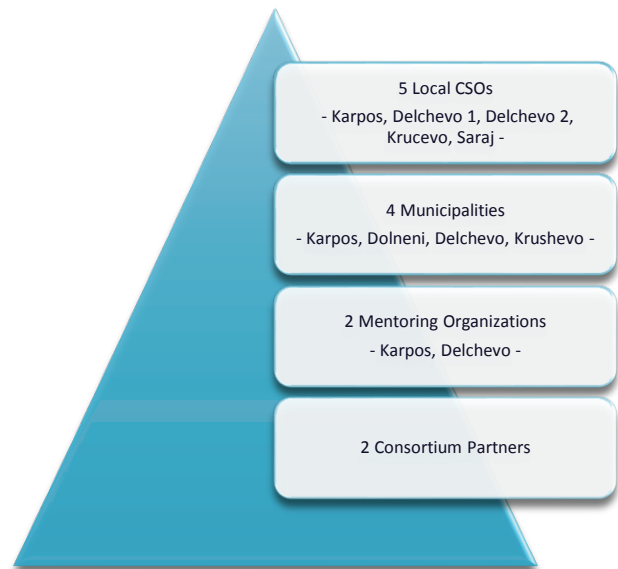 5 Local CSOs
- Karpos, Delchevo 1, Delchevo 2,
Krucevo, Saraj -
4 Municipalities
- Karpos, Dolneni, Delchevo, Krushevo -
2 Mentoring Organizations
- Karpos, Delchevo -
2 Consortium Partners